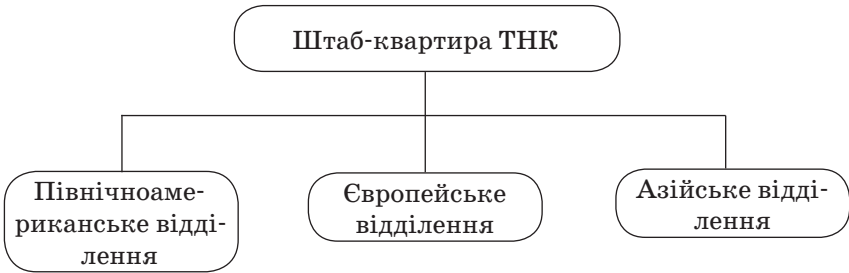 Штаб-квартира ТНК
Північноаме-
риканське відді-
лення
Європейське
відділення
Азійське відді-
лення